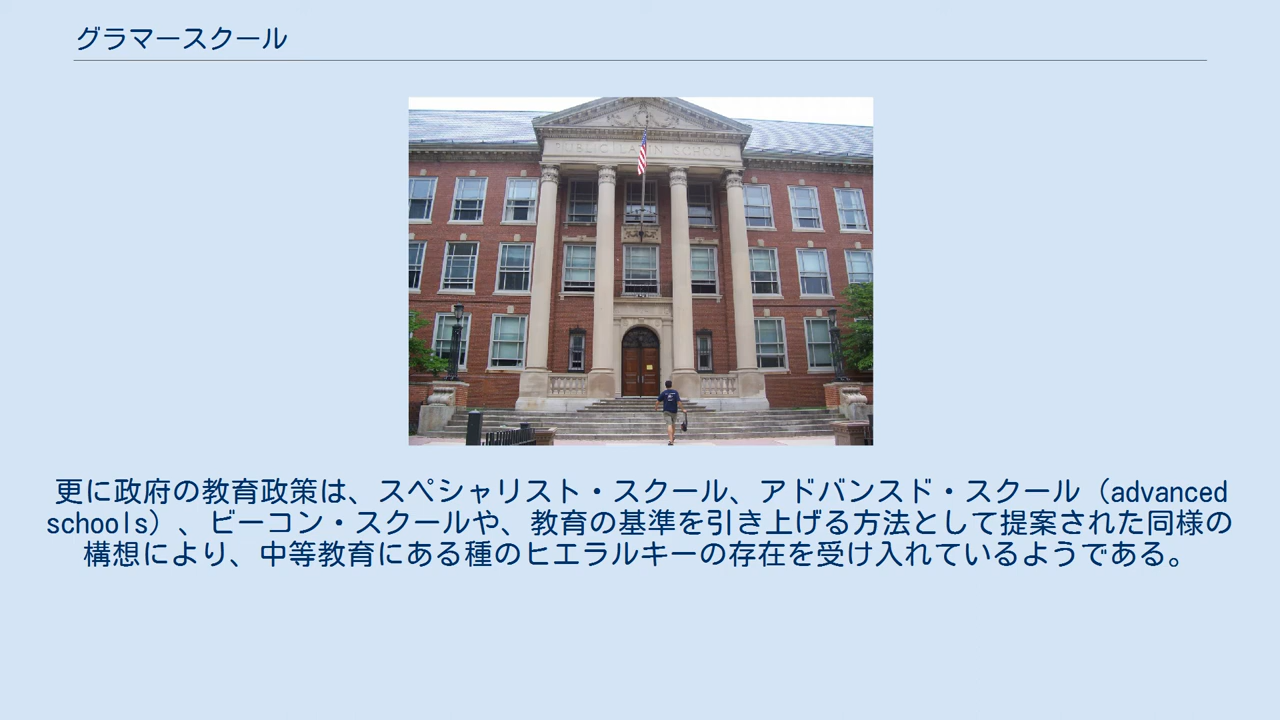 グラマースクール
PUBLIC LATIN SCHOOL
更に政府の教育政策は、スペシャリスト・スクール、アドバンスド・スクール（advanced
schools）、ビーコン・スクールや、教育の基準を引き上げる方法として提案された同様の
構想により、中等教育にある種のヒエラルキーの存在を受け入れているようである。